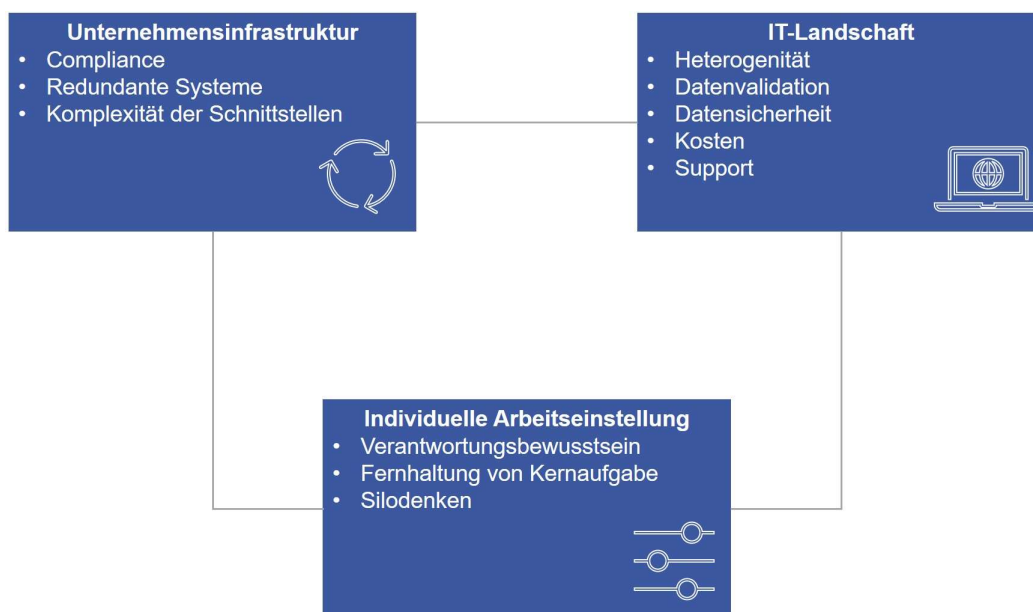 Unternehmensinfrastruktur
• Compliance
• Redundante Systeme
• Komplexität der Schnittstellen
IT-Landschaft
• Heterogenität
• Datenvalidation
• Datensicherheit
• Kosten
• Support
Individuelle Arbeitseinstellung
• Verantwortungsbewusstsein
• Fernhaltung von Kernaufgabe
• Silodenken